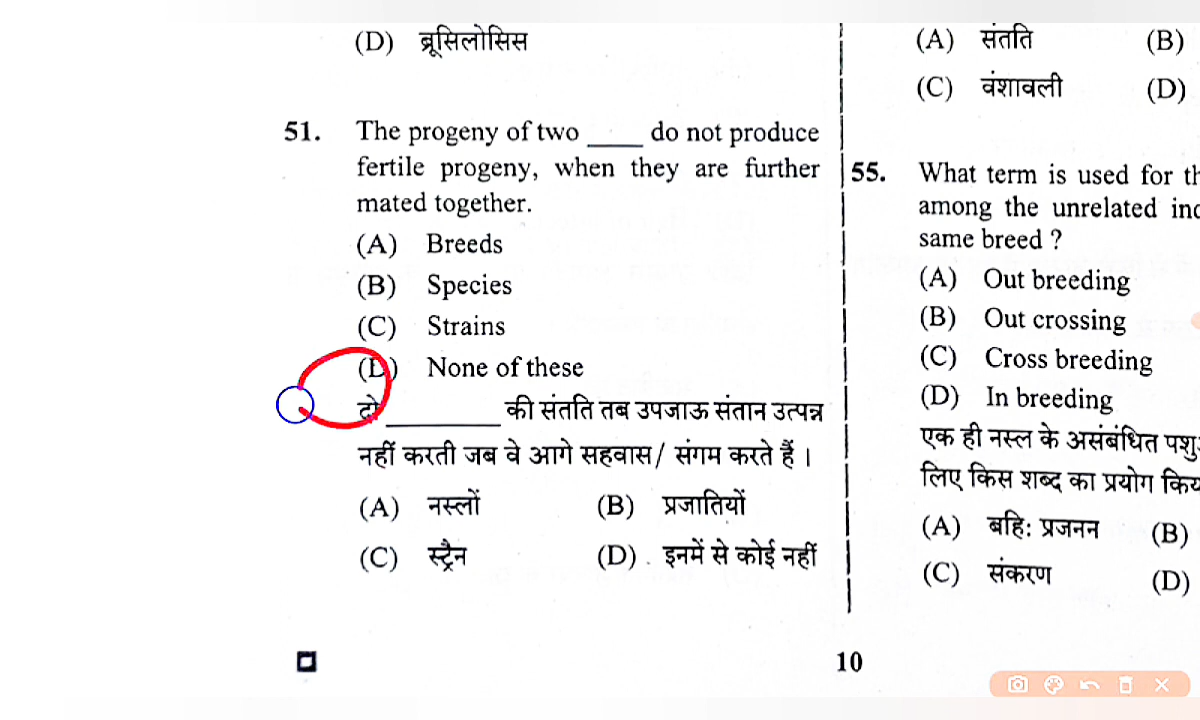 (D) ब्रूसिलोसिस
51. The progeny of two ____ do not produce
fertile progeny, when they are further
mated together.
(A) Breeds
(B) Species
(C) Strains
(D) None of these
दो ________ की संतति तब उपजाऊ संतान उत्पन्न
नहीं करती जब वे आगे सहवास/ संगम करते हैं ।
(A) नस्लों (B) प्रजातियों
(C) स्ट्रैन (D) . इनमें से कोई नहीं
(A) संतति (B)
(C) वंशावली (D)
55. What term is used for
among the unrelated
same breed ?
(A) Out breeding
(B) Out crossing
(C) Cross breeding
(D) In breeding
एक ही नस्ल के असंबंधित
लिए किस शब्द का प्रयोग
(A) बहि: प्रजनन (B)
(C) संकरण (D)
10